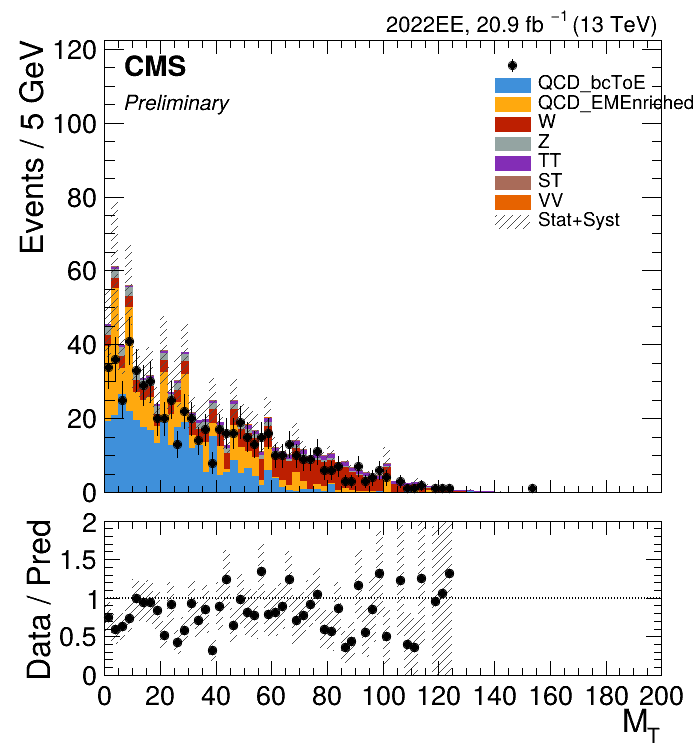 2022EE, 20.9 fb ⁻¹ (13 TeV)
CMS
Preliminary
Events / 5 GeV
120
100
80
60
40
20
0
QCD_bcToE
QCD_EMEnriched
W
Z
TT
ST
VV
Stat+Syst
Data / Pred
2
1.5
1
0.5
0
0 20 40 60 80 100 120 140 160 180 200
M_T